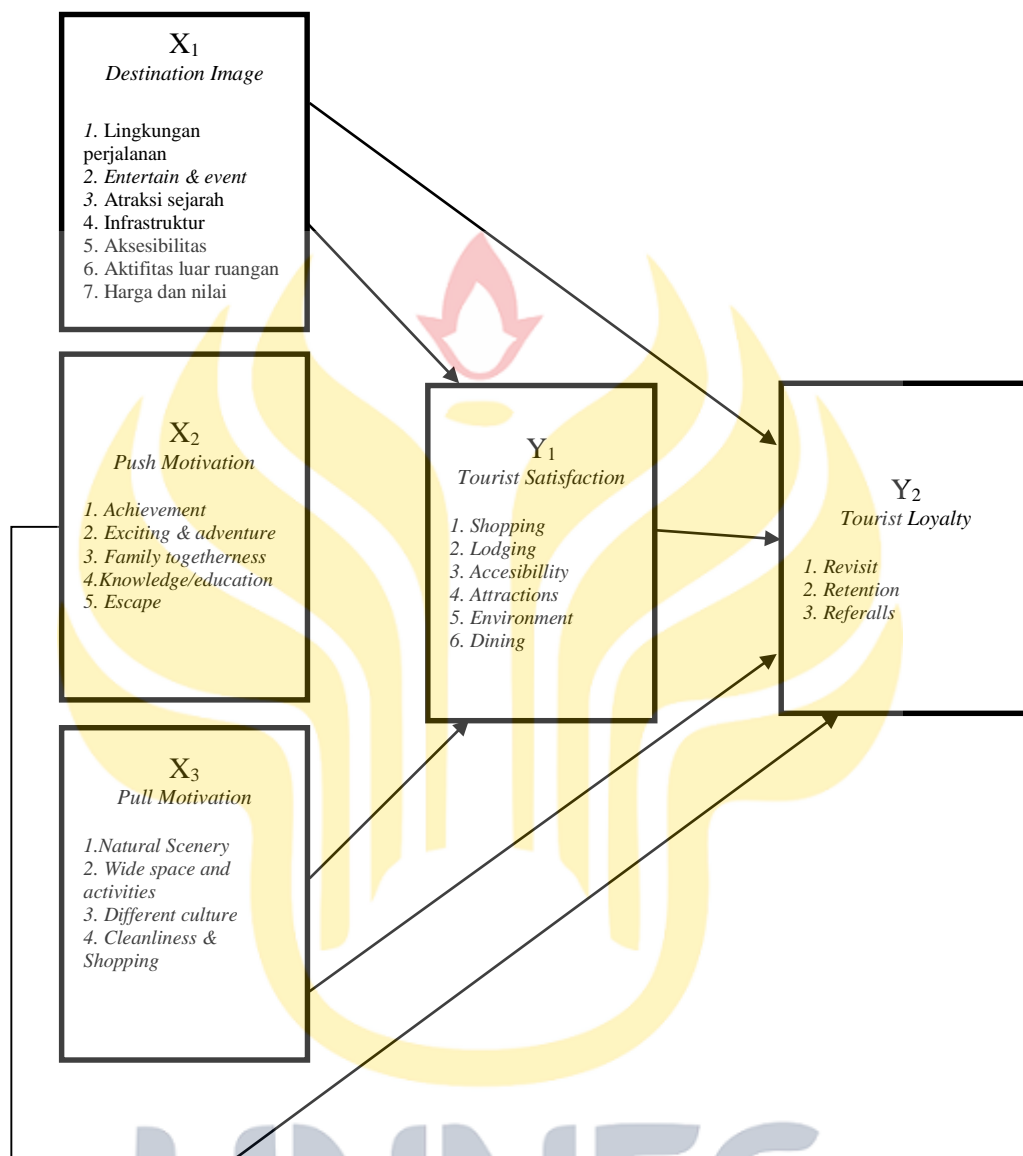 X1
Destination Image
1. Lingkungan
perjalanan
2. Entertain & event
3. Atraksi sejarah
4. Infrastruktur
5. Aksesibilitas
6. Aktifitas luar ruangan
7. Harga dan nilai
X2
Push Motivation
1. Achievement
2. Exciting & adventure
3. Family togetherness
4.Knowledge/education
5. Escape
X3
Pull Motivation
1.Natural Scenery
2. Wide space and
activities
3. Different culture
4. Cleanliness &
Shopping
Y1
Tourist Satisfaction
1. Shopping
2. Lodging
3. Accesibillity
4. Attractions
5. Environment
6. Dining
Y2
Tourist Loyalty
1. Revisit
2. Retention
3. Referalls